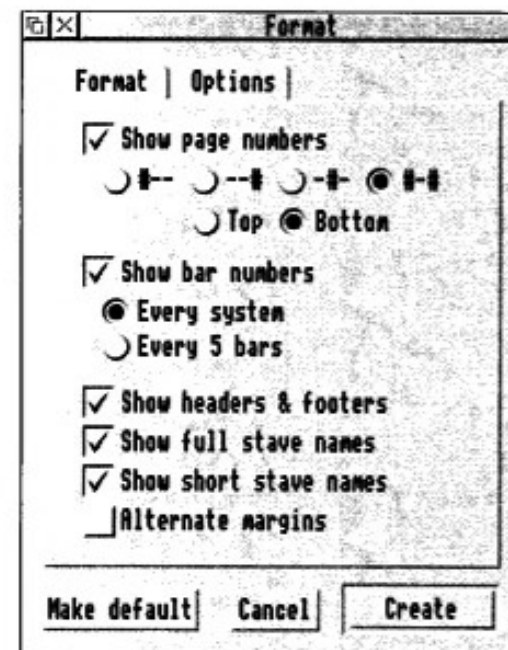 Format
Format Options
Show page numbers
#-- --# -#- #-#
Top Bottom
Show bar numbers
Every system
Every 5 bars
Show headers & footers
Show full stave names
Show short stave names
Alternate margins
Make default Cancel Create